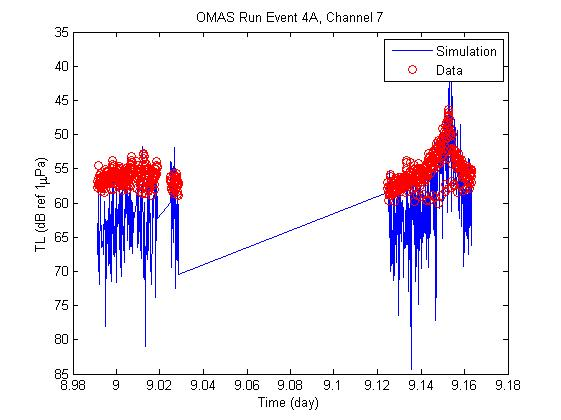 OMAS Run Event 4A, Channel 7
35
40
45
50
55
60
65
70
75
80
85
TL (dB ref 1μPa)
Simulation
Data
8.98 9 9.02 9.04 9.06 9.08 9.1 9.12 9.14 9.16 9.18
Time (day)